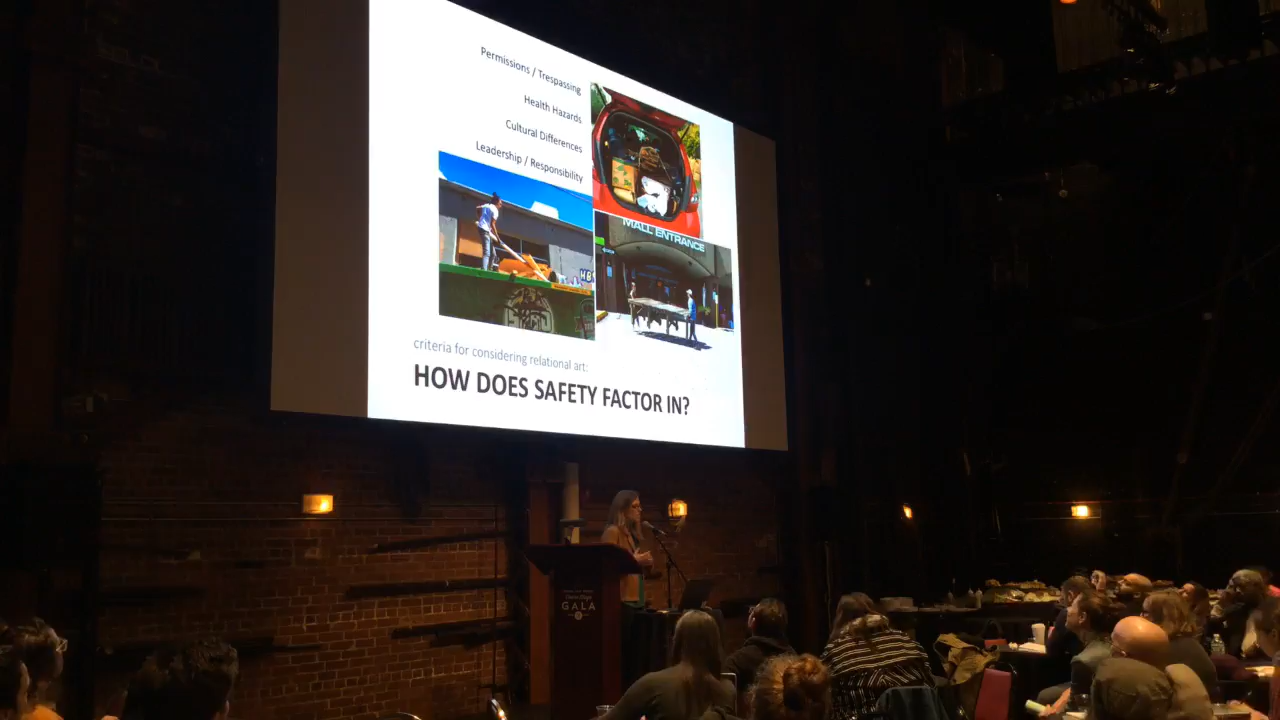 Permissions / Trespassing
Health Hazards
Cultural Differences
Leadership / Responsibility
MALL ENTRANCE
criteria for considering relational art:
HOW DOES SAFETY FACTOR IN?
GALA